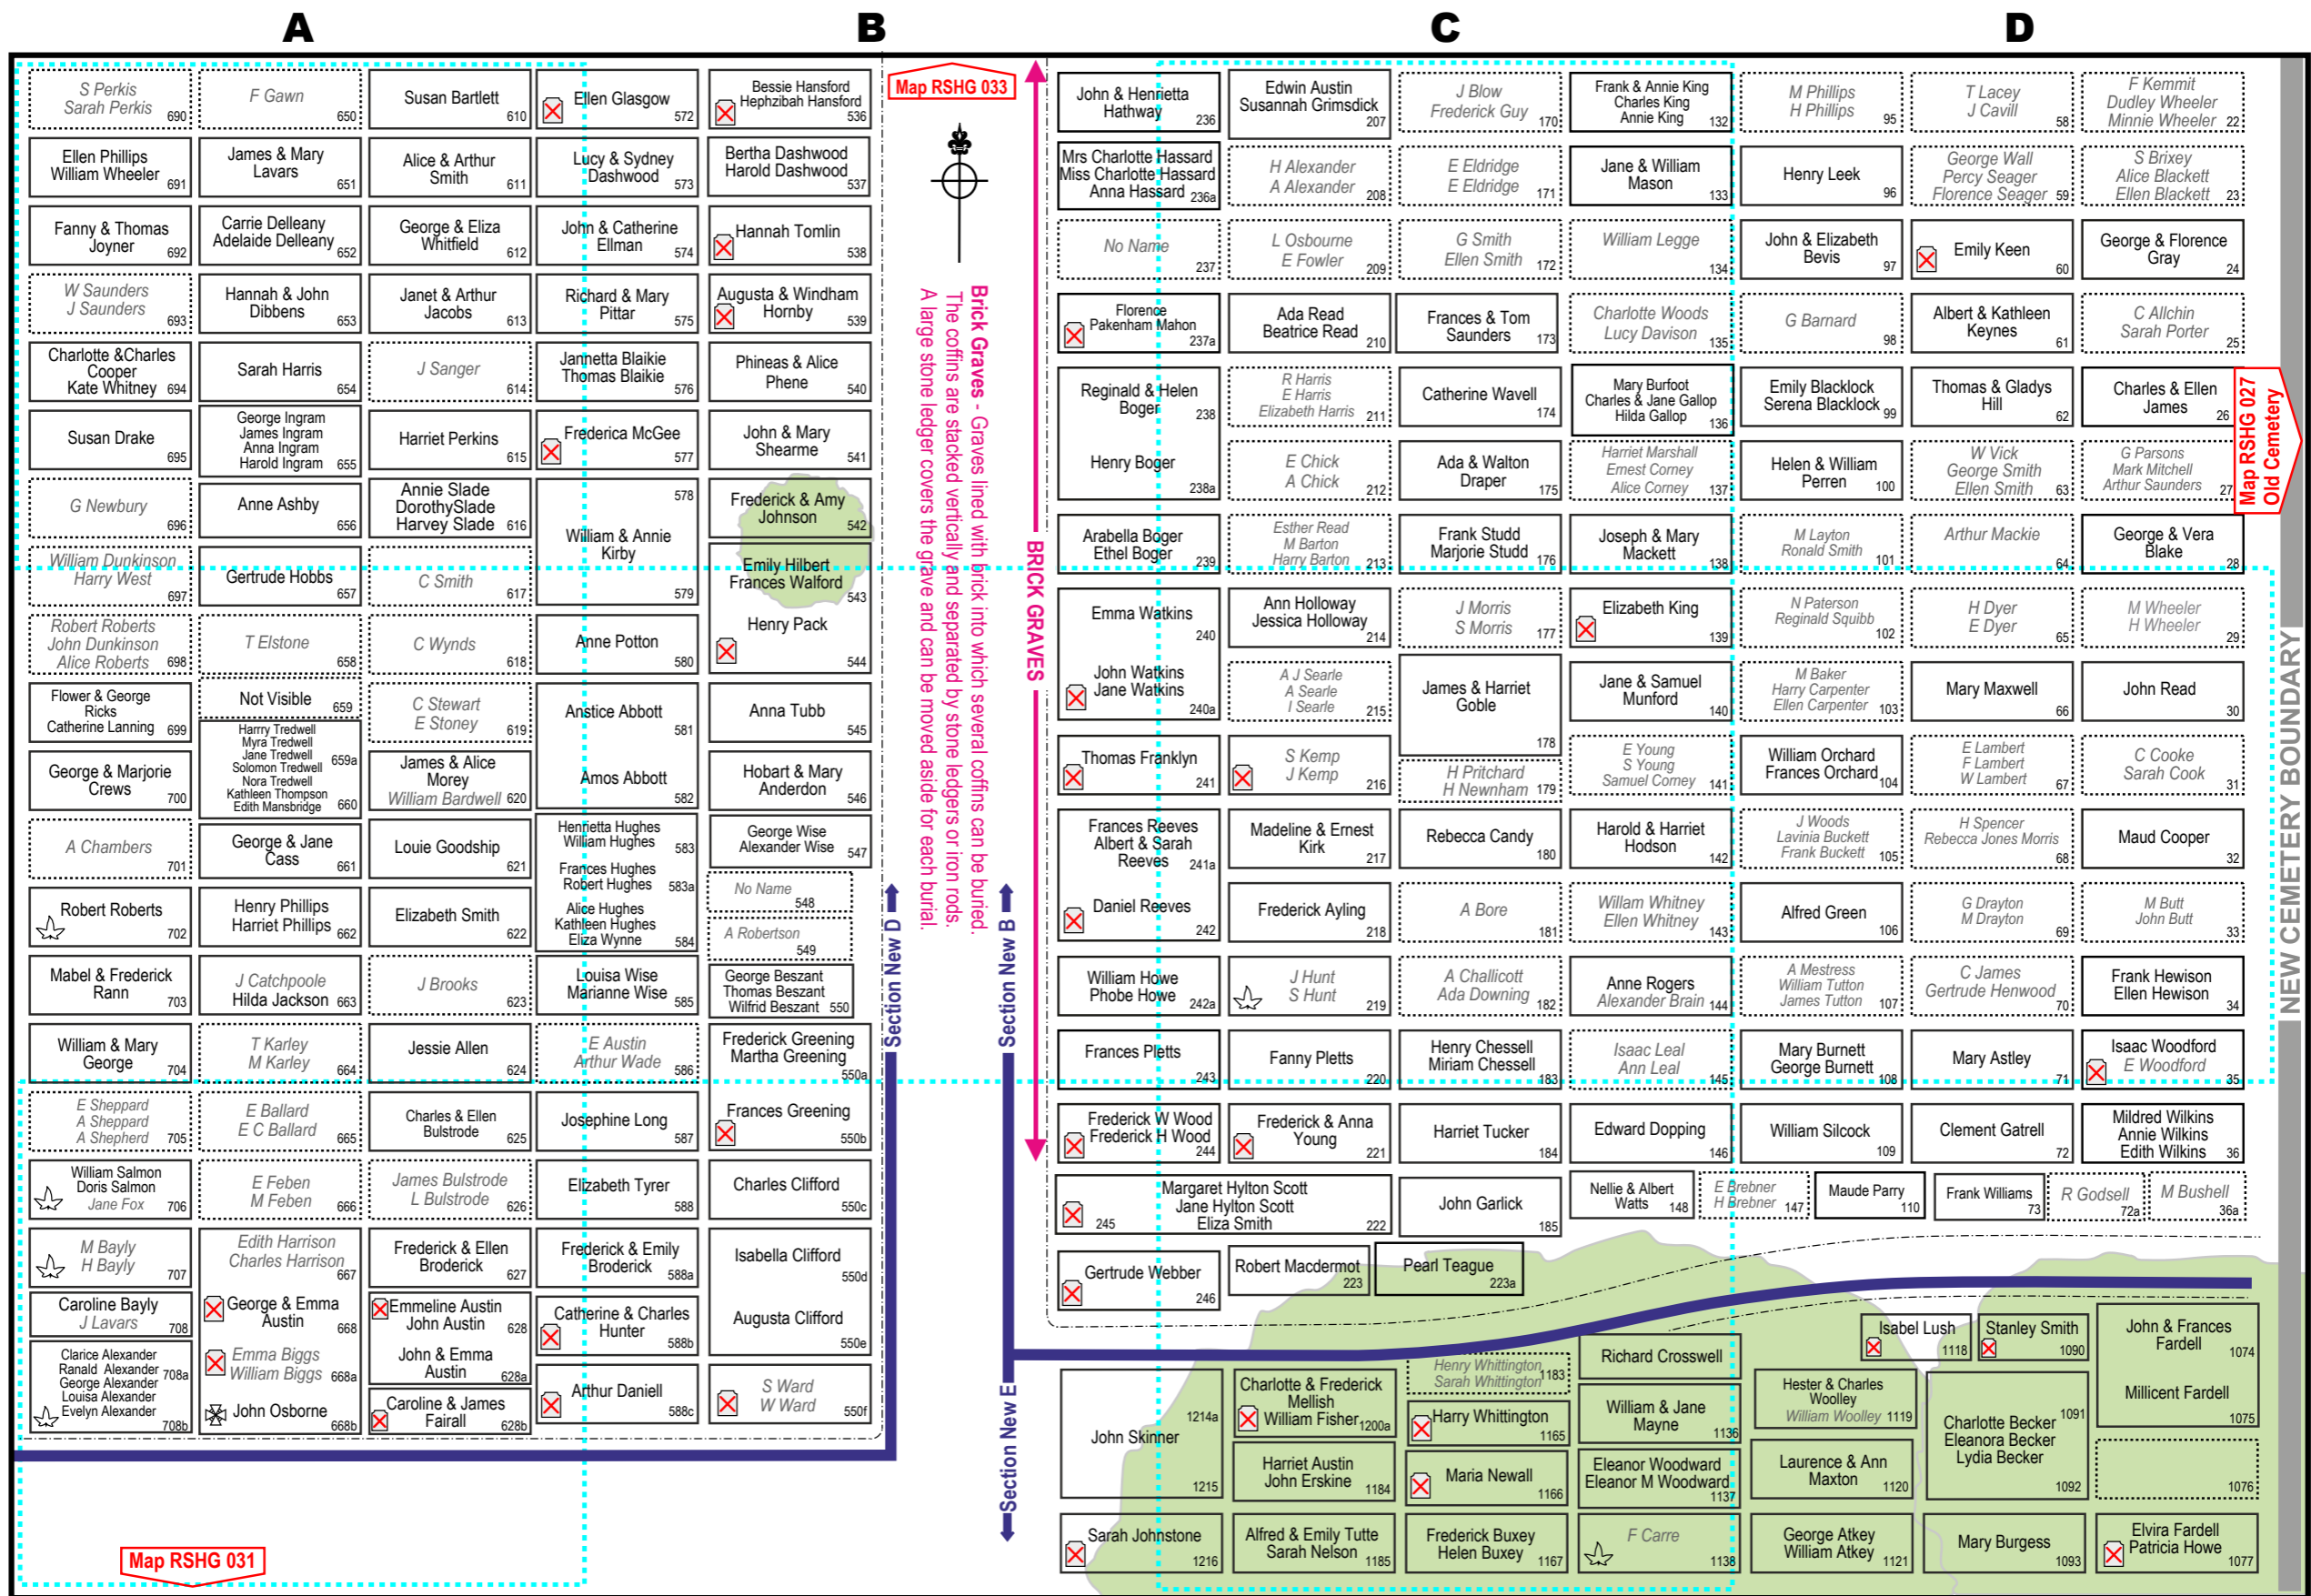 A
B
C
D
S Perkis
Sarah Perkis 690
F Gawn
650
Susan Bartlett
610
Ellen Glasgow
572
Bessie Hansford
Hephzibah Hansford
536
Ellen Phillips
William Wheeler
691
James & Mary
Lavars
651
Alice & Arthur
Smith
611
Lucy & Sydney
Dashwood
573
Bertha Dashwood
Harold Dashwood
537
Fanny & Thomas
Joyner
692
Carrie Delleany
Adelaide Delleany
652
George & Eliza
Whitfield
612
John & Catherine
Ellman
574
Hannah Tomlin
538
W Saunders
J Saunders
693
Hannah & John
Dibbens
653
Janet & Arthur
Jacobs
613
Richard & Mary
Pittar
575
Augusta & Windham
Hornby
539
Charlotte &Charles
Cooper
Kate Whitney 694
Sarah Harris
654
J Sanger
614
Jannetta Blaikie
Thomas Blaikie
576
Phineas & Alice
Phene
540
Susan Drake
695
George Ingram
James Ingram
Anna Ingram
Harold Ingram 655
Harriet Perkins
615
Frederica McGee
577
John & Mary
Shearme
541
G Newbury
696
Anne Ashby
656
Annie Slade
DorothySlade
Harvey Slade 616
578
William & Annie
Kirby
579
Frederick & Amy
Johnson
542
William Dunkinson
Harry West
697
Gertrude Hobbs
657
C Smith
617
Emily Hilbert
Frances Walford
543
Robert Roberts
John Dunkinson
Alice Roberts 698
T Elstone
658
C Wynds
618
Anne Potton
580
Henry Pack
544
Flower & George
Ricks
Catherine Lanning 699
Not Visible
659
C Stewart
E Stoney
619
Anstice Abbott
581
Anna Tubb
545
George & Marjorie
Crews
700
Harrry Tredwell
Myra Tredwell
Jane Tredwell
Solomon Tredwell 659a
Nora Tredwell
Kathleen Thompson
Edith Mansbridge 660
James & Alice
Morey
William Bardwell 620
Amos Abbott
582
Hobart & Mary
Anderdon
546
A Chambers
701
George & Jane
Cass
661
Louie Goodship
621
Henrietta Hughes
William Hughes 583
Frances Hughes
Robert Hughes 583a
Alice Hughes
Kathleen Hughes
Eliza Wynne 584
George Wise
Alexander Wise 547
No Name
548
A Robertson
549
Robert Roberts
702
Henry Phillips
Harriet Phillips 662
Elizabeth Smith
622
Mabel & Frederick
Rann
703
J Catchpoole
Hilda Jackson 663
J Brooks
623
Louisa Wise
Marianne Wise
585
George Beszant
Thomas Beszant
Wilfrid Beszant 550
William & Mary
George
704
T Karley
M Karley
664
Jessie Allen
624
E Austin
Arthur Wade
586
Frederick Greening
Martha Greening
550a
E Sheppard
A Sheppard
A Shepherd 705
E Ballard
E C Ballard
665
Charles & Ellen
Bulstrode
625
Josephine Long
587
Frances Greening
550b
William Salmon
Doris Salmon
Jane Fox 706
E Feben
M Feben
666
James Bulstrode
L Bulstrode
626
Elizabeth Tyrer
588
Charles Clifford
550c
M Bayly
H Bayly
707
Edith Harrison
Charles Harrison
667
Frederick & Ellen
Broderick
627
Frederick & Emily
Broderick
588a
Isabella Clifford
550d
Caroline Bayly
J Lavars 708
George & Emma
Austin
668
Emmeline Austin
John Austin 628
Catherine & Charles
Hunter
588b
Augusta Clifford
550e
Clarice Alexander
Ranald Alexander 708a
George Alexander
Louisa Alexander
Evelyn Alexander
708b
Emma Biggs
William Biggs 668a
John & Emma
Austin
628a
John Osborne
668b
Caroline & James
Fairall
628b
Arthur Daniell
588c
S Ward
W Ward
550f
Map RSHG 031
Map RSHG 033
Brick Graves - Graves lined with brick into which several coffins can be buried.
The coffins are stacked vertically and separated by stone ledgers or iron rods.
A large stone ledger covers the grave and can be moved aside for each burial.
BRICK GRAVES
Section New D
Section New B
Section New E
John & Henrietta
Hathway
236
Edwin Austin
Susannah Grimsdick
207
J Blow
Frederick Guy
170
Frank & Annie King
Charles King
Annie King
132
M Phillips
H Phillips
95
T Lacey
J Cavill
58
F Kemmit
Dudley Wheeler
Minnie Wheeler 22
Mrs Charlotte Hassard
Miss Charlotte Hassard
Anna Hassard 236a
H Alexander
A Alexander
208
E Eldridge
E Eldridge
171
Jane & William
Mason
133
Henry Leek
96
George Wall
Percy Seager
Florence Seager 59
S Brixey
Alice Blackett
Ellen Blackett 23
No Name
237
L Osbourne
E Fowler
209
G Smith
Ellen Smith
172
William Legge
134
John & Elizabeth
Bevis
97
Emily Keen
60
George & Florence
Gray
24
Florence
Pakenham Mahon
237a
Ada Read
Beatrice Read
210
Frances & Tom
Saunders
173
Charlotte Woods
Lucy Davison
135
G Barnard
98
Albert & Kathleen
Keynes
61
C Allchin
Sarah Porter
25
Reginald & Helen
Boger
238
R Harris
E Harris
Elizabeth Harris 211
Catherine Wavell
174
Mary Burfoot
Charles & Jane Gallop
Hilda Gallop
136
Emily Blacklock
Serena Blacklock 99
Thomas & Gladys
Hill
62
Charles & Ellen
James
26
Map RSHG 027
Old Cemetery
Henry Boger
238a
E Chick
A Chick
212
Ada & Walton
Draper
175
Harriet Marshall
Ernest Corney
Alice Corney 137
Helen & William
Perren
100
W Vick
George Smith
Ellen Smith 63
G Parsons
Mark Mitchell
Arthur Saunders
27
Arabella Boger
Ethel Boger
239
Esther Read
M Barton
Harry Barton 213
Frank Studd
Marjorie Studd
176
Joseph & Mary
Mackett
138
M Layton
Ronald Smith
101
Arthur Mackie
64
George & Vera
Blake
28
Emma Watkins
240
Ann Holloway
Jessica Holloway
214
J Morris
S Morris
177
Elizabeth King
139
N Paterson
Reginald Squibb
102
H Dyer
E Dyer
65
M Wheeler
H Wheeler
29
John Watkins
Jane Watkins
240a
A J Searle
A Searle
I Searle
215
James & Harriet
Goble
178
Jane & Samuel
Munford
140
M Baker
Harry Carpenter
Ellen Carpenter 103
Mary Maxwell
66
John Read
30
Thomas Franklyn
241
S Kemp
J Kemp
216
H Pritchard
H Newnham 179
E Young
S Young
Samuel Corney
141
William Orchard
Frances Orchard
104
E Lambert
F Lambert
W Lambert
67
C Cooke
Sarah Cook
31
Frances Reeves
Albert & Sarah
Reeves
241a
Madeline & Ernest
Kirk
217
Rebecca Candy
180
Harold & Harriet
Hodson
142
J Woods
Lavinia Buckett
Frank Buckett 105
H Spencer
Rebecca Jones Morris
68
Maud Cooper
32
Daniel Reeves
242
Frederick Ayling
218
A Bore
181
Willam Whitney
Ellen Whitney
143
Alfred Green
106
G Drayton
M Drayton
69
M Butt
John Butt
33
William Howe
Phobe Howe
242a
J Hunt
S Hunt
219
A Challicott
Ada Downing
182
Anne Rogers
Alexander Brain 144
A Mestress
William Tutton
James Tutton 107
C James
Gertrude Henwood
70
Frank Hewison
Ellen Hewison
34
Frances Pletts
243
Fanny Pletts
220
Henry Chessell
Miriam Chessell
183
Isaac Leal
Ann Leal
145
Mary Burnett
George Burnett
108
Mary Astley
71
Isaac Woodford
E Woodford
35
Frederick W Wood
Frederick H Wood
244
Frederick & Anna
Young
221
Harriet Tucker
184
Edward Dopping
146
William Silcock
109
Clement Gatrell
72
Mildred Wilkins
Annie Wilkins
Edith Wilkins 36
Margaret Hylton Scott
Jane Hylton Scott
245 Eliza Smith 222
John Garlick
185
Nellie & Albert
Watts 148
E Brebner
H Brebner 147
Maude Parry
110
Frank Williams
73
R Godsell
72a
M Bushell
36a
Gertrude Webber
246
Robert Macdermot
223
Pearl Teague
223a
NEW CEMETERY BOUNDARY
1214a
John Skinner
1215
Charlotte & Frederick
Mellish
William Fisher 1200a
Henry Whittington
Sarah Whittington 1183
Richard Crosswell
Isabel Lush
1118
Stanley Smith
1090
John & Frances
Fardell
1074
Harry Whittington
1165
William & Jane
Mayne
1136
Hester & Charles
Woolley
William Woolley 1119
1091
Charlotte Becker
Eleanora Becker
Lydia Becker
1092
Millicent Fardell
1075
Harriet Austin
John Erskine
1184
Maria Newall
1166
Eleanor Woodward
Eleanor M Woodward
1137
Laurence & Ann
Maxton
1120
1076
Sarah Johnstone
1216
Alfred & Emily Tutte
Sarah Nelson
1185
Frederick Buxey
Helen Buxey
1167
F Carre
1138
George Atkey
William Atkey
1121
Mary Burgess
1093
Elvira Fardell
Patricia Howe
1077